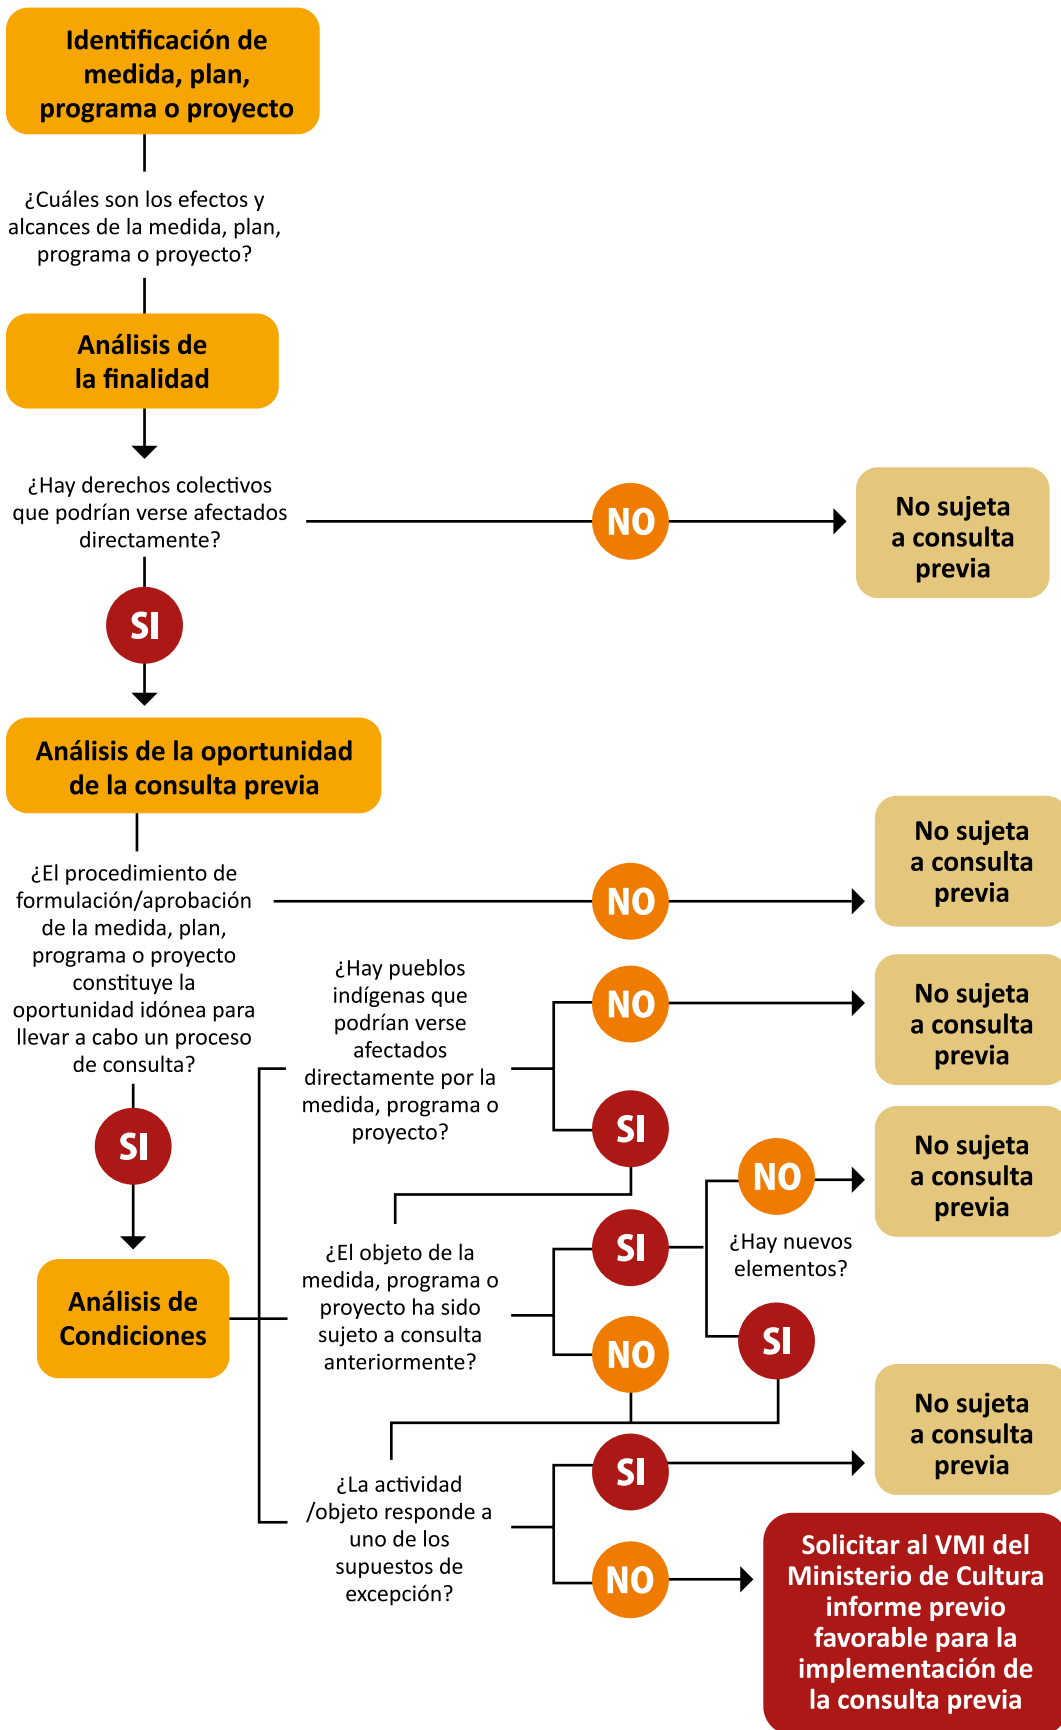 Identificación de
medida, plan,
programa o proyecto
¿Cuáles son los efectos y
alcances de la medida, plan,
programa o proyecto?
Análisis de
la finalidad
¿Hay derechos colectivos
que podrían verse afectados
directamente?
NO
No sujeta
a consulta
previa
SI
Análisis de la oportunidad
de la consulta previa
¿El procedimiento de
formulación/aprobación
de la medida, plan,
programa o proyecto
constituye la
oportunidad idónea para
llevar a cabo un proceso
de consulta?
NO
No sujeta
a consulta
previa
SI
Análisis de
Condiciones
¿Hay pueblos
indígenas que
podrían verse
afectados
directamente por la
medida, programa o
proyecto?
NO
No sujeta
a consulta
previa
SI
¿El objeto de la
medida, programa o
proyecto ha sido
sujeto a consulta
anteriormente?
SI
¿Hay nuevos
elementos?
NO
No sujeta
a consulta
previa
SI
NO
¿La actividad
/objeto responde a
uno de los
supuestos de
excepción?
SI
No sujeta
a consulta
previa
NO
Solicitar al VMI del
Ministerio de Cultura
informe previo
favorable para la
implementación de
la consulta previa